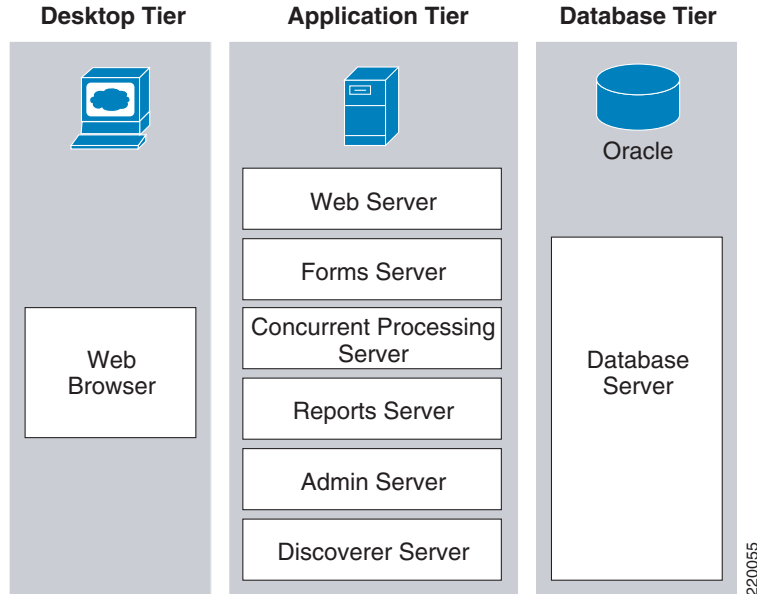 Desktop Tier
Application Tier
Database Tier
Oracle
Web Server
Forms Server
Concurrent Processing
Server
Reports Server
Admin Server
Discoverer Server
Web
Browser
Database
Server
220055